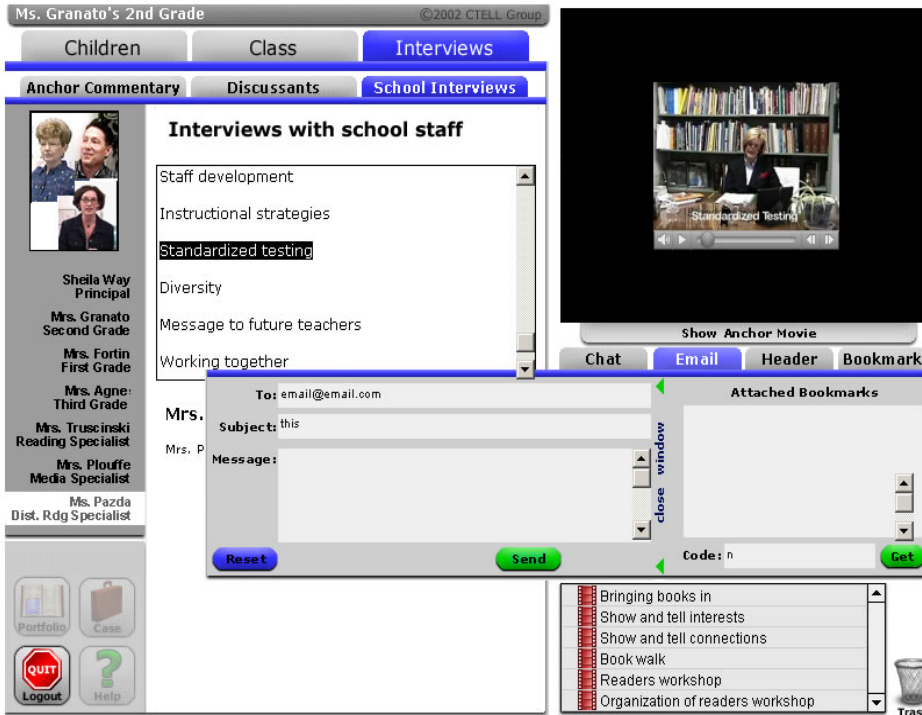 Ms. Granato's 2nd Grade
©2002 CTELL Group
Children
Class
Interviews
Anchor Commentary
Discussants
School Interviews
Interviews with school staff
Staff development
Instructional strategies
Standardized testing
Diversity
Message to future teachers
Working together
Sheila Way
Principal
Mrs. Granato
Second Grade
Mrs. Fortin
First Grade
Mrs. Agne
Third Grade
Mrs. Truscinski
Reading Specialist
Mrs. Plouffe
Media Specialist
Ms. Pazda
Dist. Rdg Specialist
Mrs.
Mrs. P
Standardized Testing
Show Anchor Movie
Chat
Email
Header
Bookmark
To: email@email.com
Subject: this
Message:
Reset
Send
close window
Attached Bookmarks
Code: n
Get
Portfolio
Case
QUIT
Logout
Help
Bringing books in
Show and tell interests
Show and tell connections
Book walk
Readers workshop
Organization of readers workshop
Tras